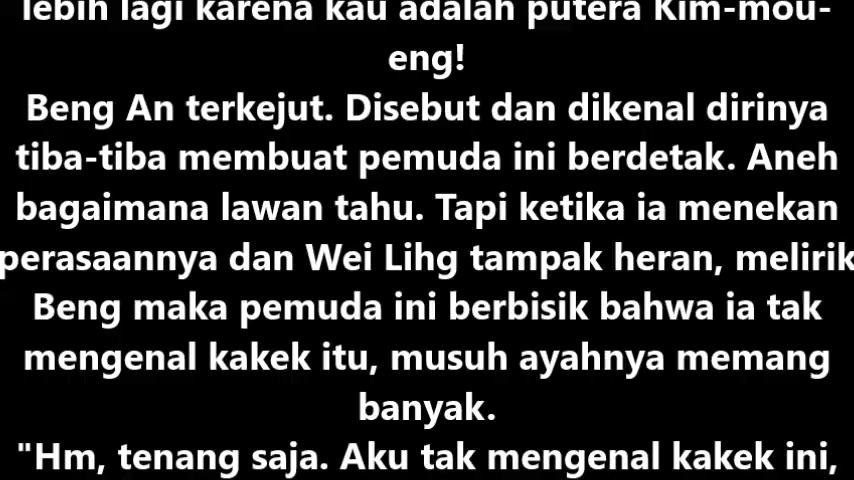 lebih lagi karena kau adalah putera Kim-mou-
eng!
Beng An terkejut. Disebut dan dikenal dirinya
tiba-tiba membuat pemuda ini berdetak. Aneh
bagaimana lawan tahu. Tapi ketika ia menekan
perasaannya dan Wei Lihg tampak heran, melirik
Beng maka pemuda ini berbisik bahwa ia tak
mengenal kakek itu, musuh ayahnya memang
banyak.
"Hm, tenang saja. Aku tak mengenal kakek ini,